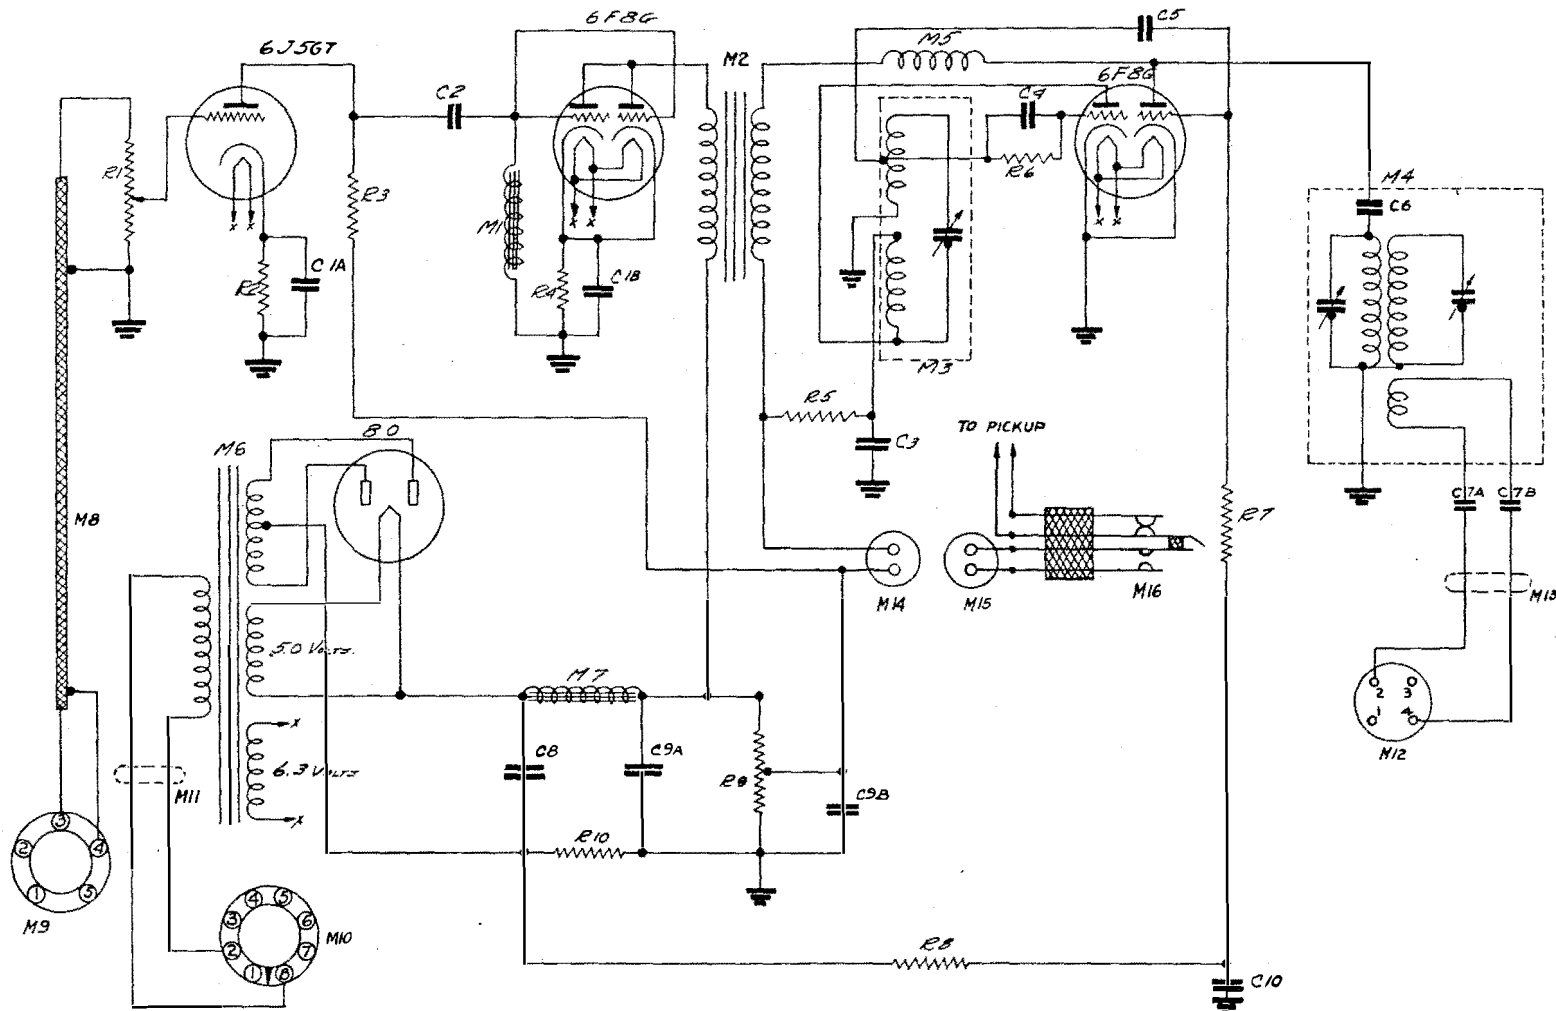 6J5GT
6F8G
M2
M5
C5
6F8G
C2
C4
R1
R3
M1
R6
M4
C6
x x
x x
x x
R2
C1A
R4
C1B
M3
R5
C3
80
M6
TO PICKUP
C7A
C7B
M8
R7
M14
M15
M16
M13
5.0 VOLTS.
M7
2 3
1 4
M12
x
6.3 VOLTS
x
C8
C9A
R9
C9B
M11
R10
3
2 4
1 5
M9
4 5
3 6
2 7
1 8
M10
R8
C10